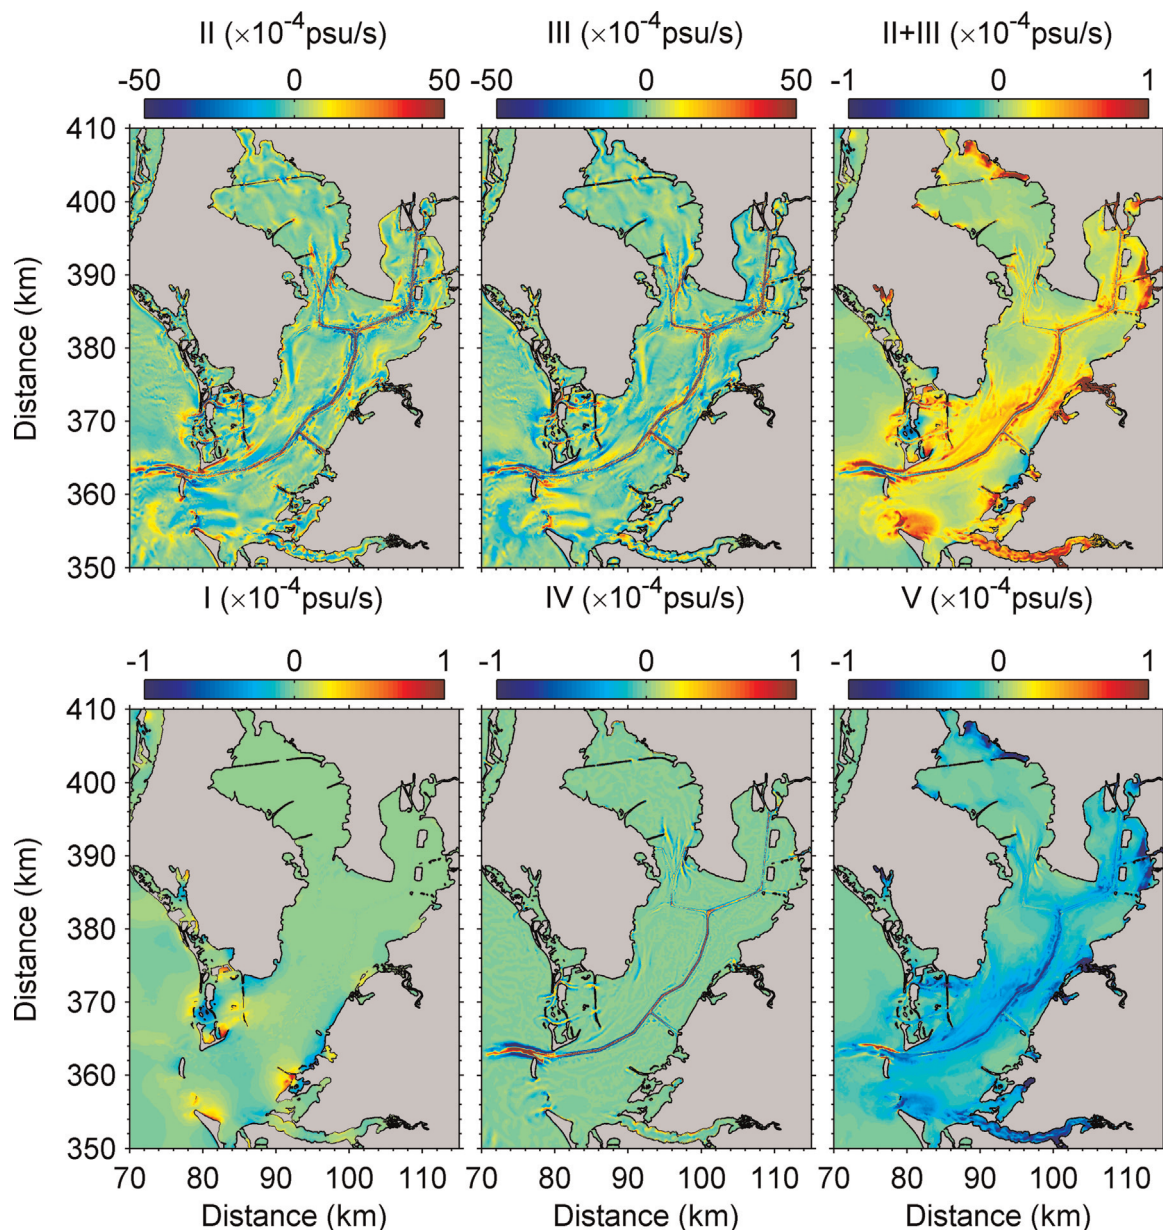 II (×10⁻⁴psu/s) III (×10⁻⁴psu/s) II+III (×10⁻⁴psu/s)
-50 0 50 -50 0 50 -1 0 1
410
400
390
380
370
360
350
Distance (km)
I (×10⁻⁴psu/s) IV (×10⁻⁴psu/s) V (×10⁻⁴psu/s)
-1 0 1 -1 0 1 -1 0 1
410
400
390
380
370
360
350
Distance (km)
70 80 90 100 110 70 80 90 100 110 70 80 90 100 110
Distance (km) Distance (km) Distance (km)